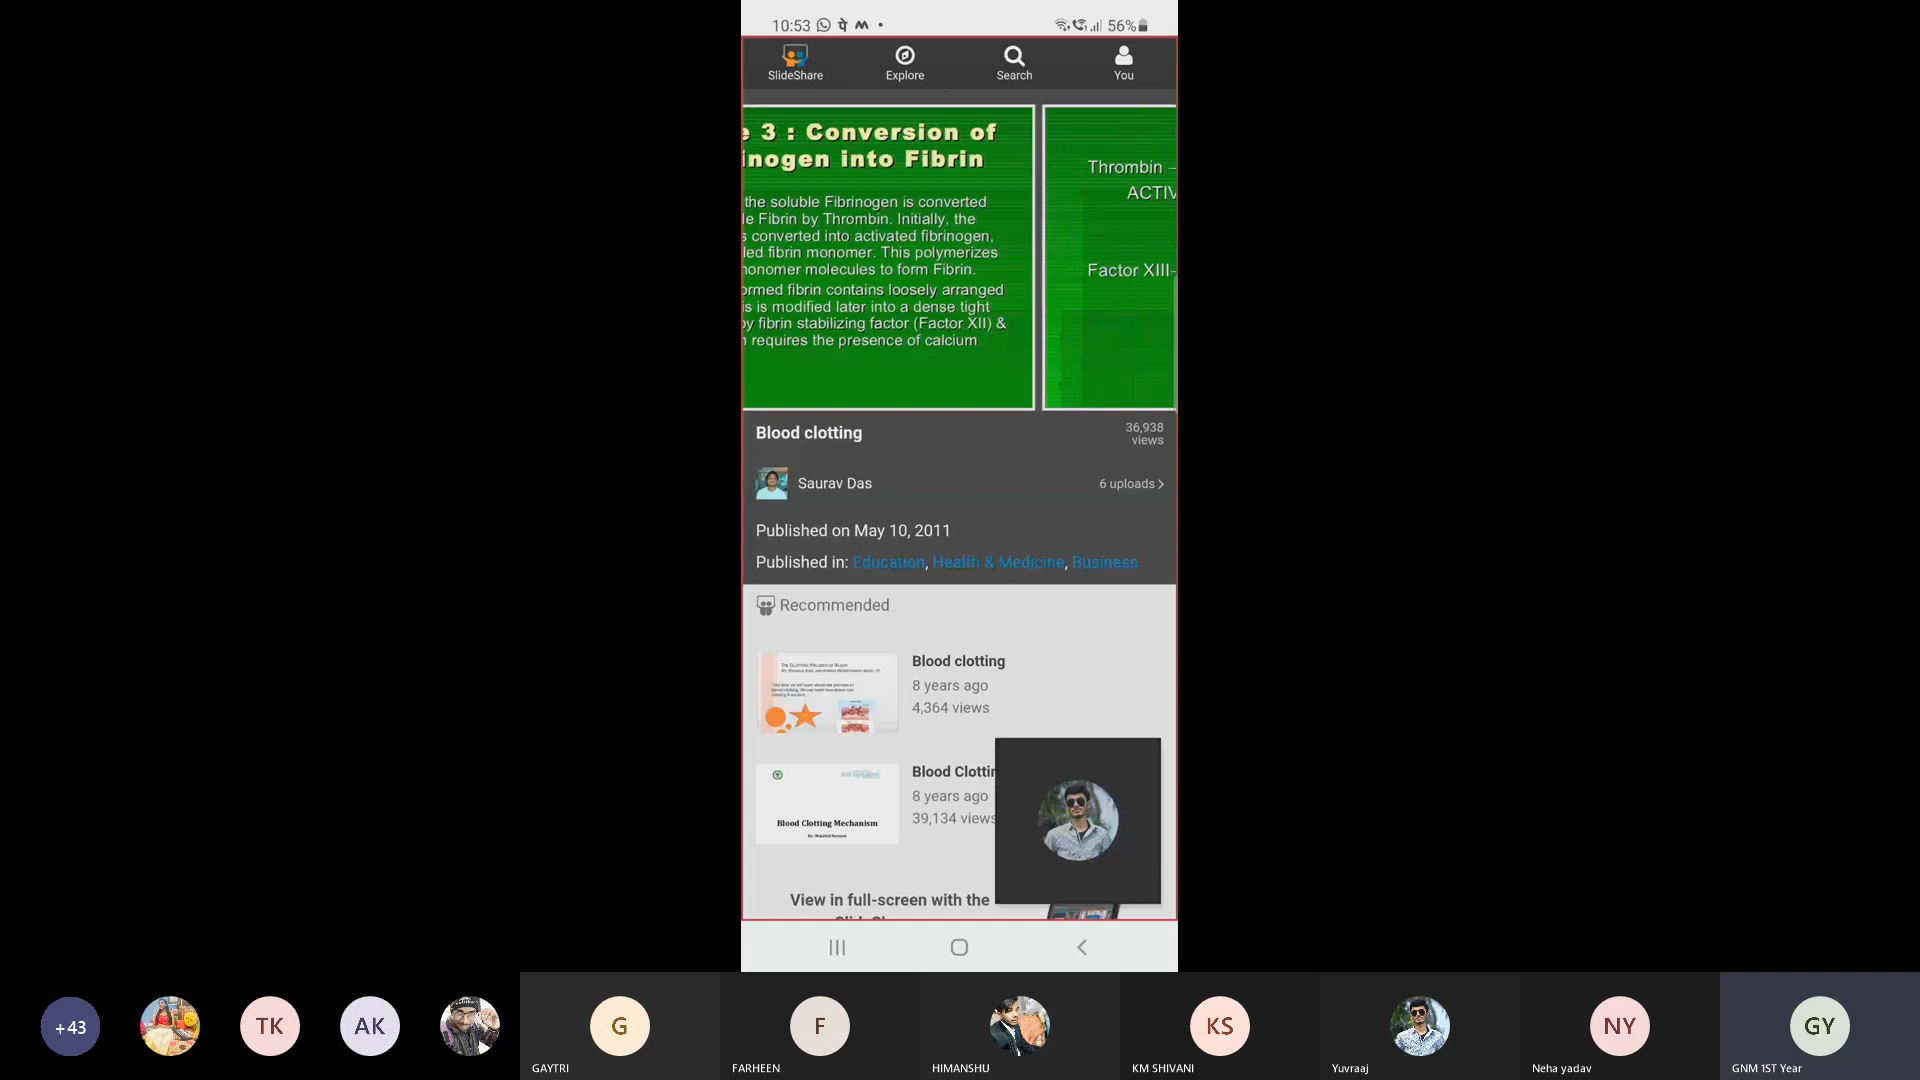 10:53 पे 56%
SlideShare Explore Search You
e 3 : Conversion of
inogen into Fibrin
the soluble Fibrinogen is converted
le Fibrin by Thrombin. Initially, the
s converted into activated fibrinogen,
led fibrin monomer. This polymerizes
monomer molecules to form Fibrin.
ormed fibrin contains loosely arranged
is is modified later into a dense tight
by fibrin stabilizing factor (Factor XII) &
n requires the presence of calcium
Thrombin –
ACTIV
Factor XIII-
Blood clotting
36,938
views
Saurav Das
6 uploads
Published on May 10, 2011
Published in: Education, Health & Medicine, Business
Recommended
Blood clotting
8 years ago
4,364 views
Blood Clottin
8 years ago
39,134 views
Blood Clotting Mechanism
View in full-screen with the
+43
TK
AK
G
GAYTRI
F
FARHEEN
HIMANSHU
KS
KM SHIVANI
Yuvraaj
NY
Neha yadav
GY
GNM 1ST Year